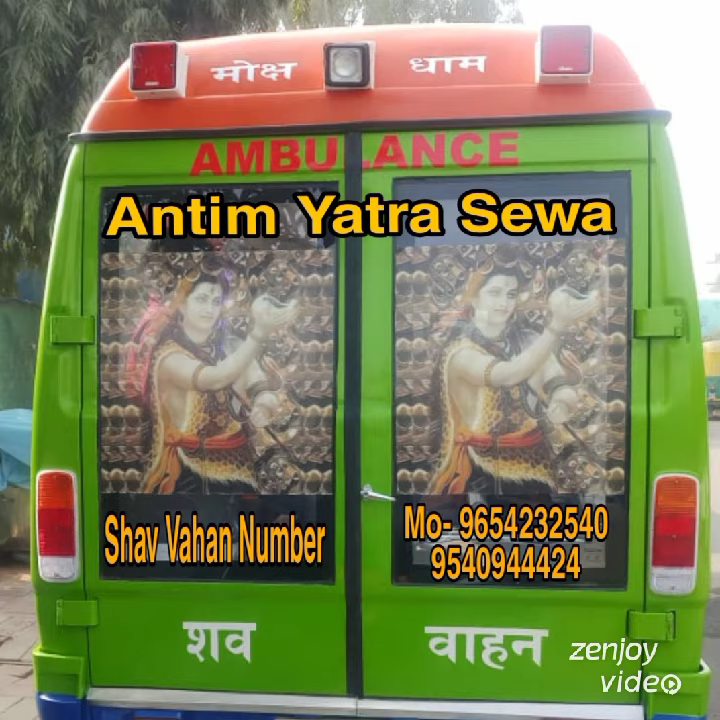 मोक्ष धाम
AMBULANCE
Antim Yatra Sewa
Shav Vahan Number
Mo- 9654232540
9540944424
शव वाहन
zenjoy
video